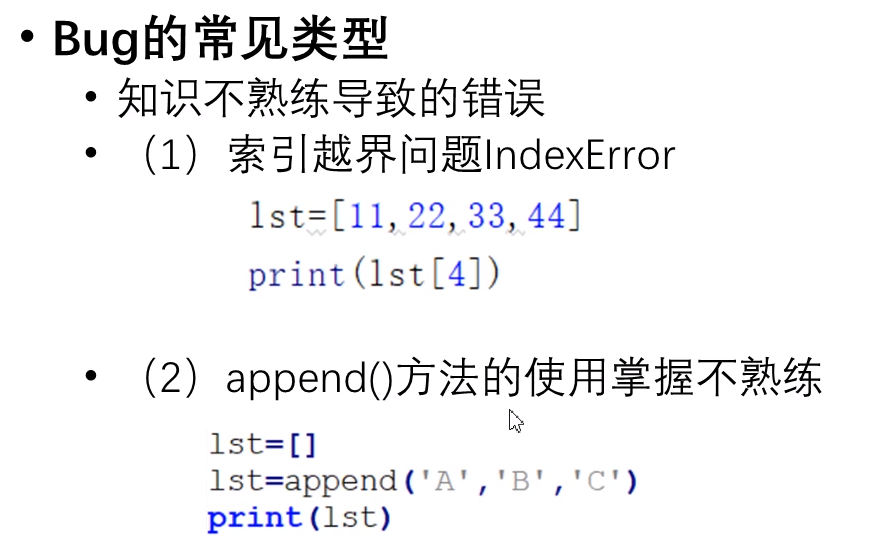 • Bug的常见类型
• 知识不熟练导致的错误
• （1）索引越界问题IndexError
lst=[11,22,33,44]
print(lst[4])
• （2）append()方法的使用掌握不熟练
lst=[]
lst=append('A','B','C')
print(lst)